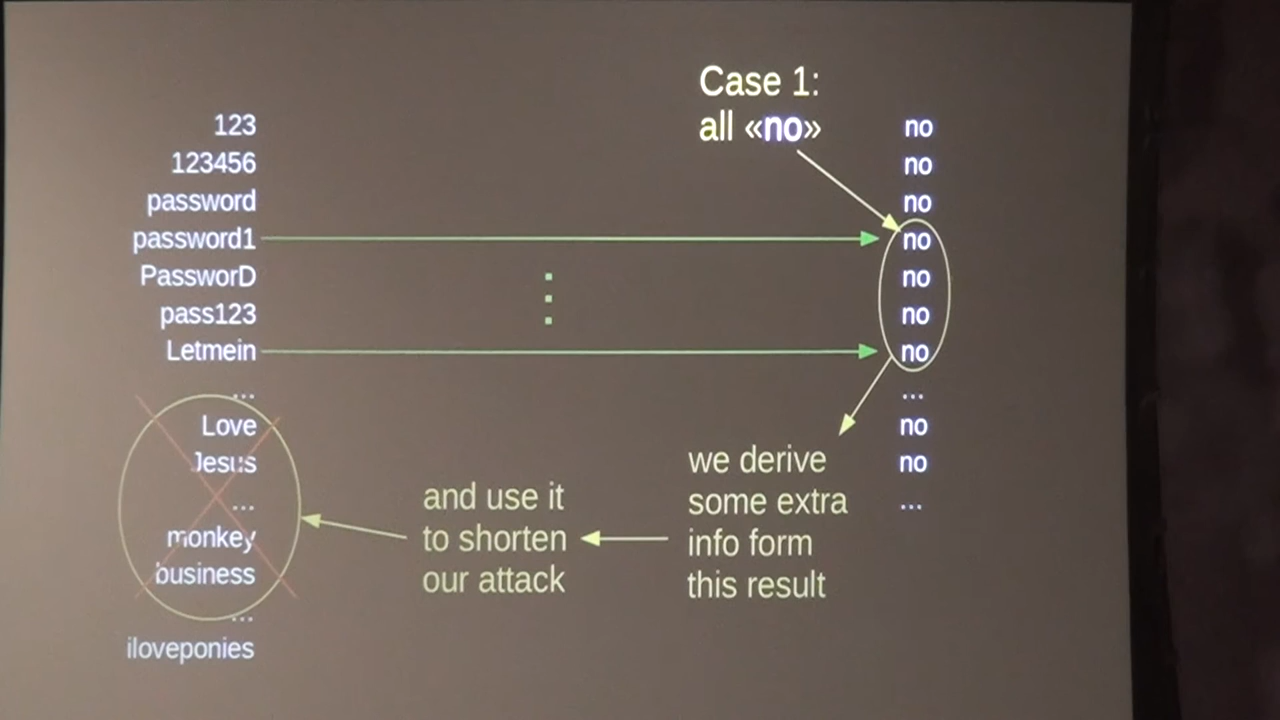 Case 1:
all «no»
123
123456
password
password1
PassworD
pass123
Letmein
...
Love
Jesus
...
monkey
business
...
iloveponies
no
no
no
no
no
no
no
...
no
no
...
we derive
some extra
info form
this result
and use it
to shorten
our attack